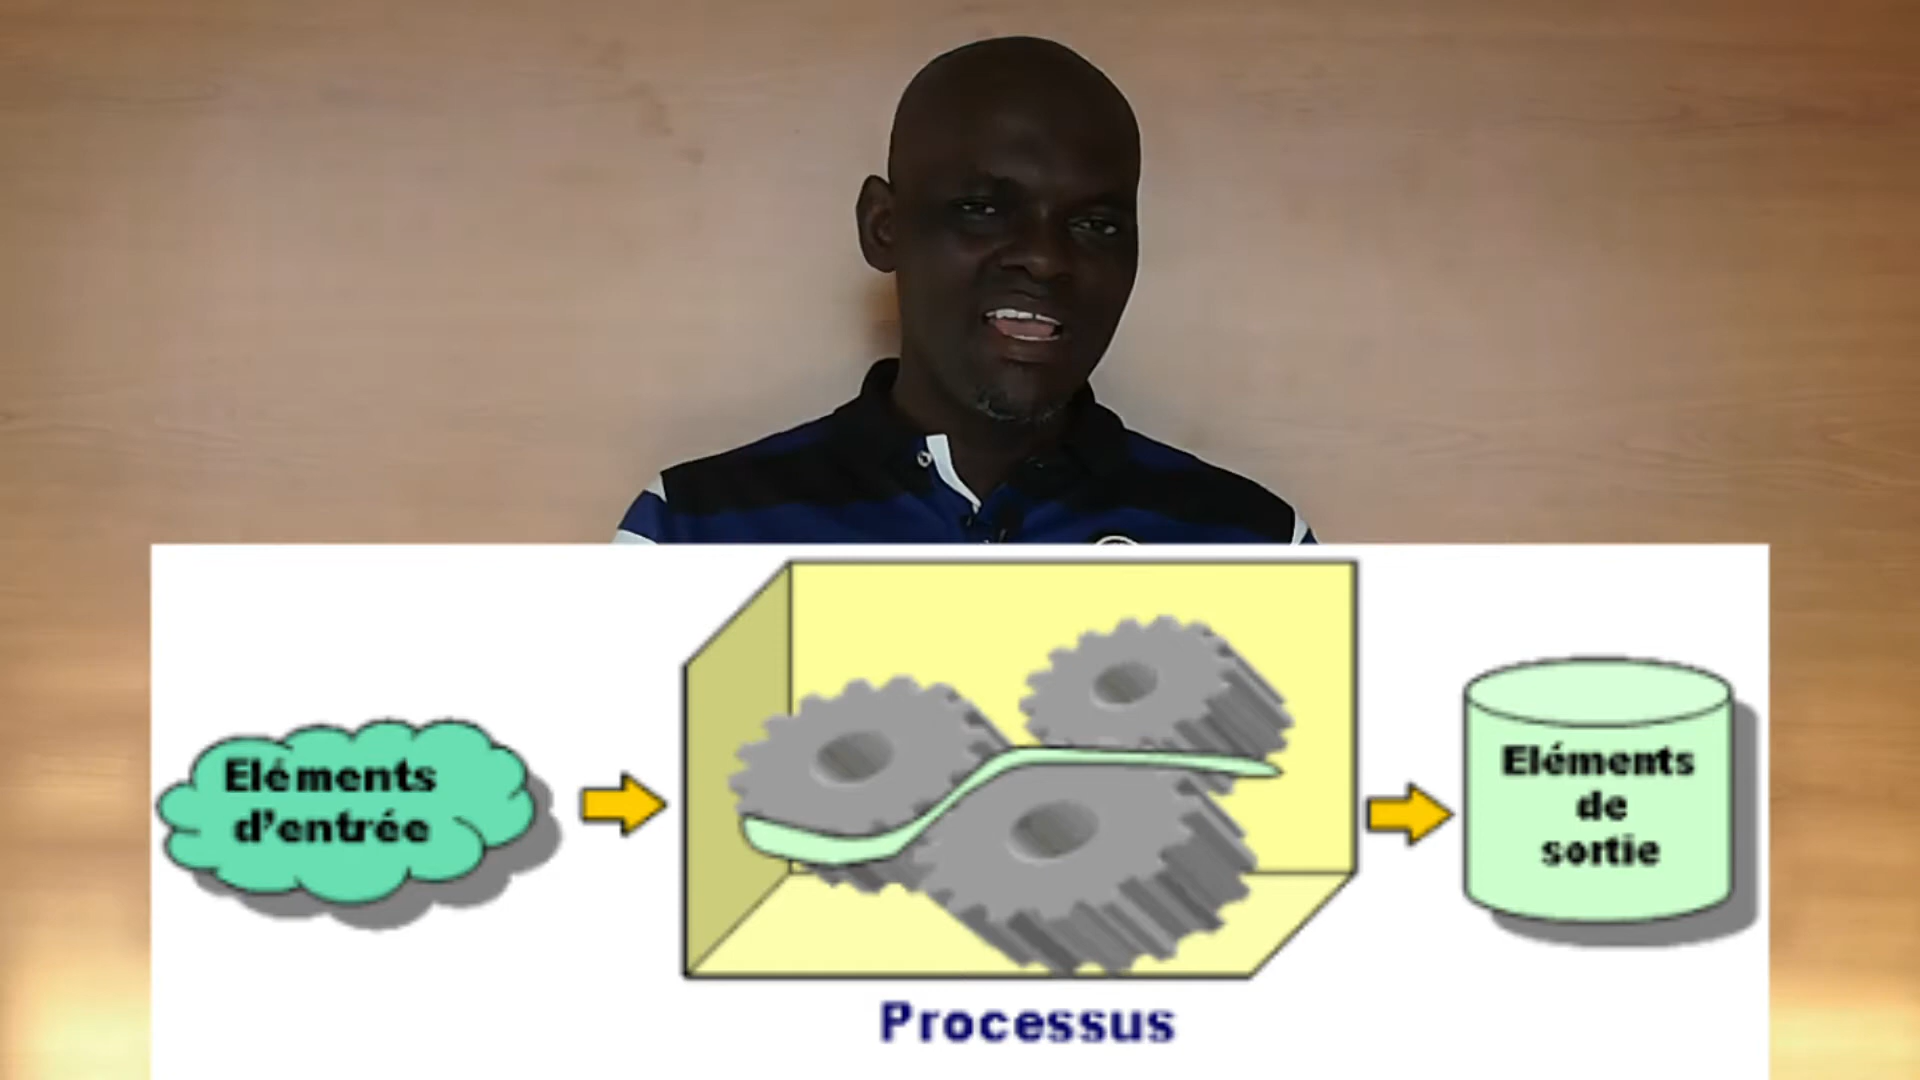 Eléments
d'entrée
Eléments
de
sortie
Processus